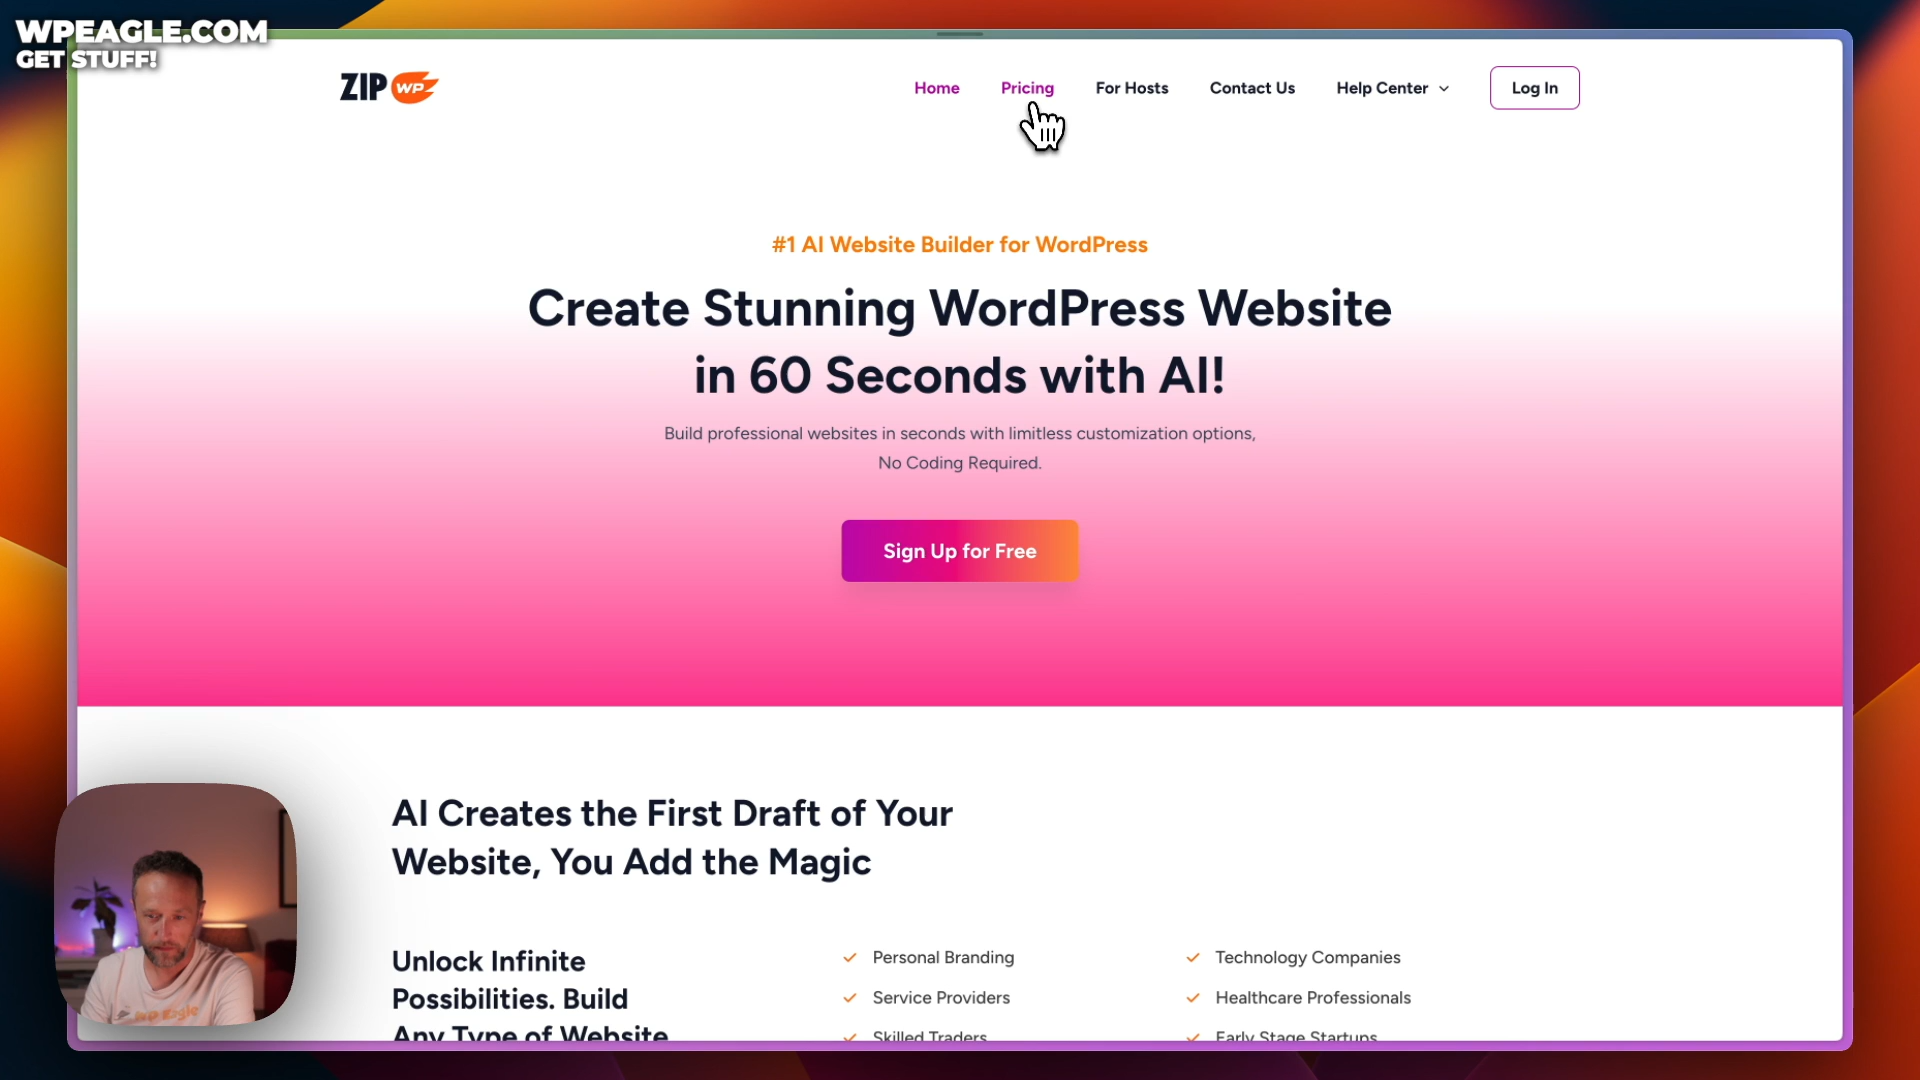 WPEAGLE.COM
GET STUFF!
ZIP WP
Home Pricing For Hosts Contact Us Help Center Log In
#1 AI Website Builder for WordPress
Create Stunning WordPress Website
in 60 Seconds with AI!
Build professional websites in seconds with limitless customization options,
No Coding Required.
Sign Up for Free
AI Creates the First Draft of Your
Website, You Add the Magic
Unlock Infinite
Possibilities. Build
Any Type of Website
Personal Branding
Technology Companies
Service Providers
Healthcare Professionals
Skilled Traders
Early Stage Startups
WP Eagle